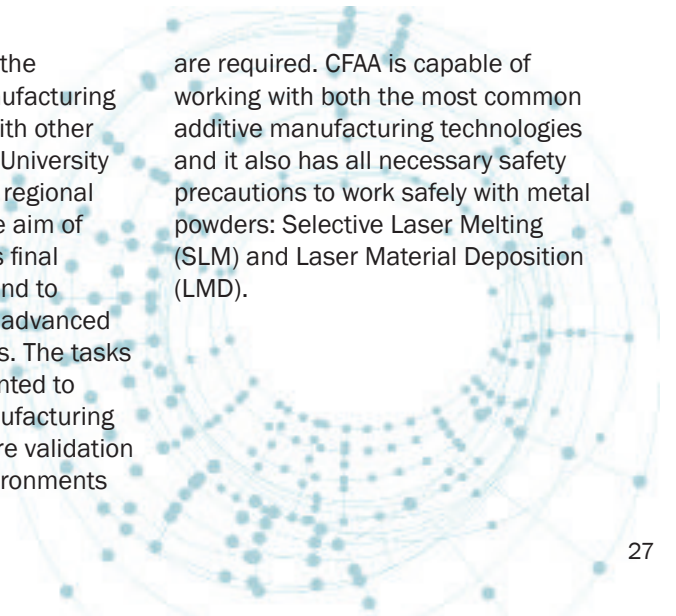 the
ufacturing
ith other
University
regional
e aim of
s final
nd to
advanced
s. The tasks
nted to
ufacturing
re validation
ironments
are required. CFAA is capable of
working with both the most common
additive manufacturing technologies
and it also has all necessary safety
precautions to work safely with metal
powders: Selective Laser Melting
(SLM) and Laser Material Deposition
(LMD).
27